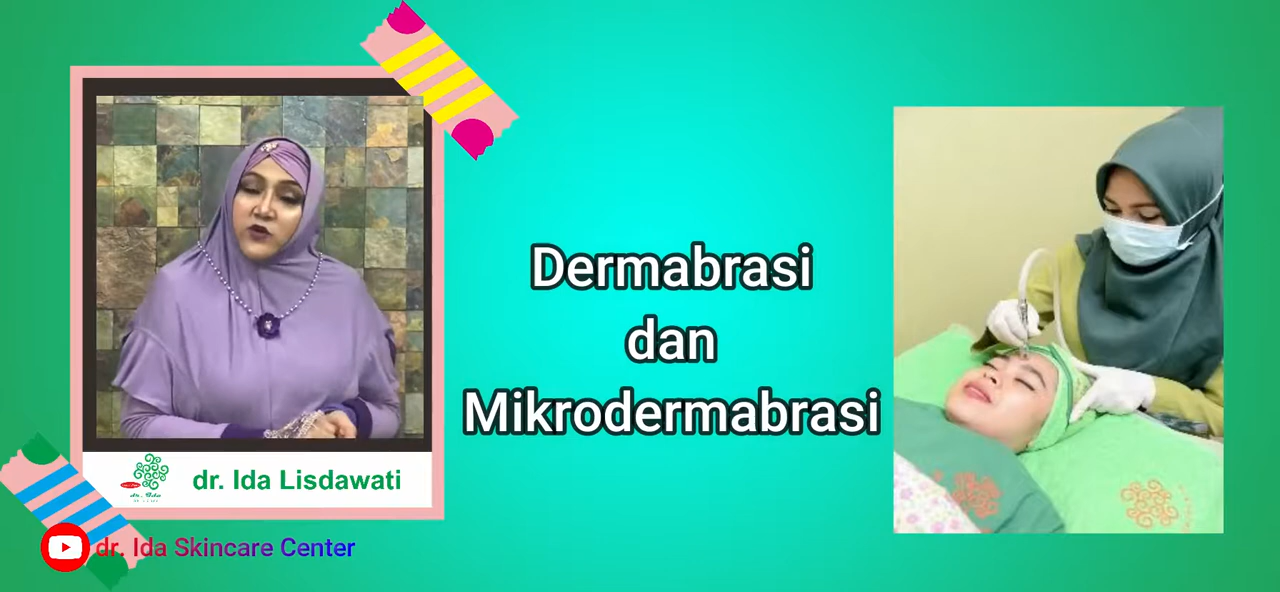 Dermabrasi
dan
Mikrodermabrasi
dr. Ida Lisdawati
dr. Ida Skincare Center